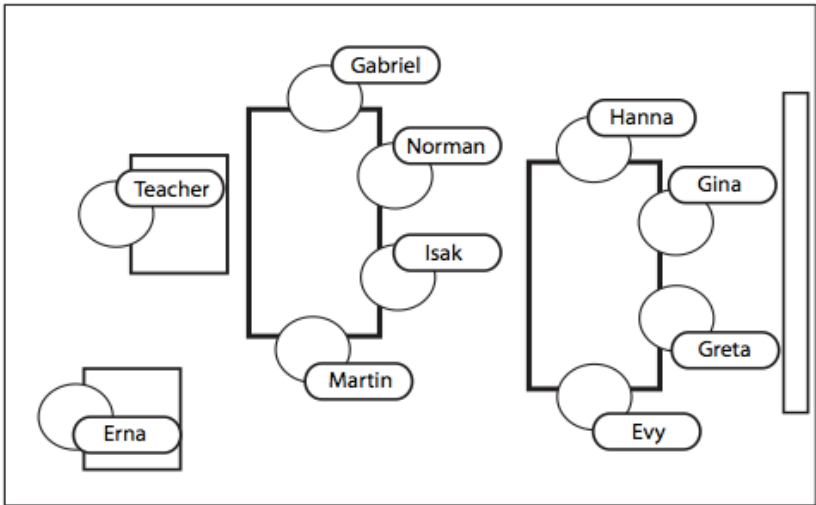 Gabriel
Hanna
Norman
Teacher
Gina
Isak
Greta
Martin
Erna
Evy